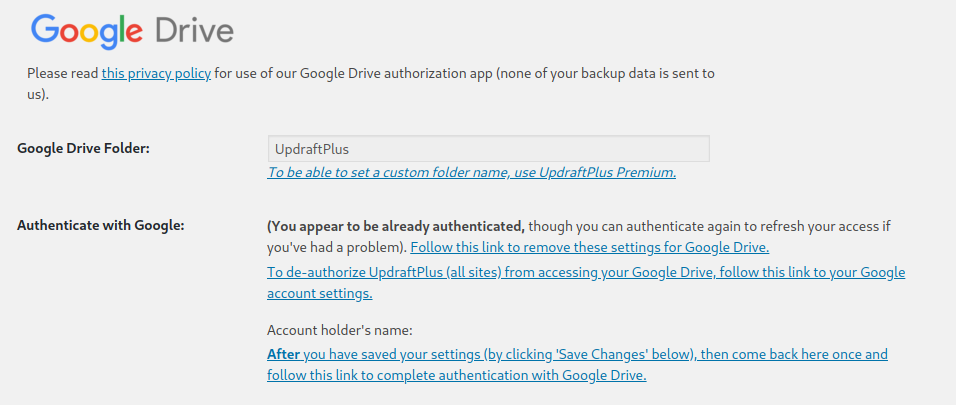 Google Drive
Please read this privacy policy for use of our Google Drive authorization app (none of your backup data is sent to
us).
Google Drive Folder:
UpdraftPlus
To be able to set a custom folder name, use UpdraftPlus Premium.
Authenticate with Google:
(You appear to be already authenticated, though you can authenticate again to refresh your access if
you've had a problem). Follow this link to remove these settings for Google Drive.
To de-authorize UpdraftPlus (all sites) from accessing your Google Drive, follow this link to your Google
account settings.
Account holder's name:
After you have saved your settings (by clicking 'Save Changes' below), then come back here once and
follow this link to complete authentication with Google Drive.